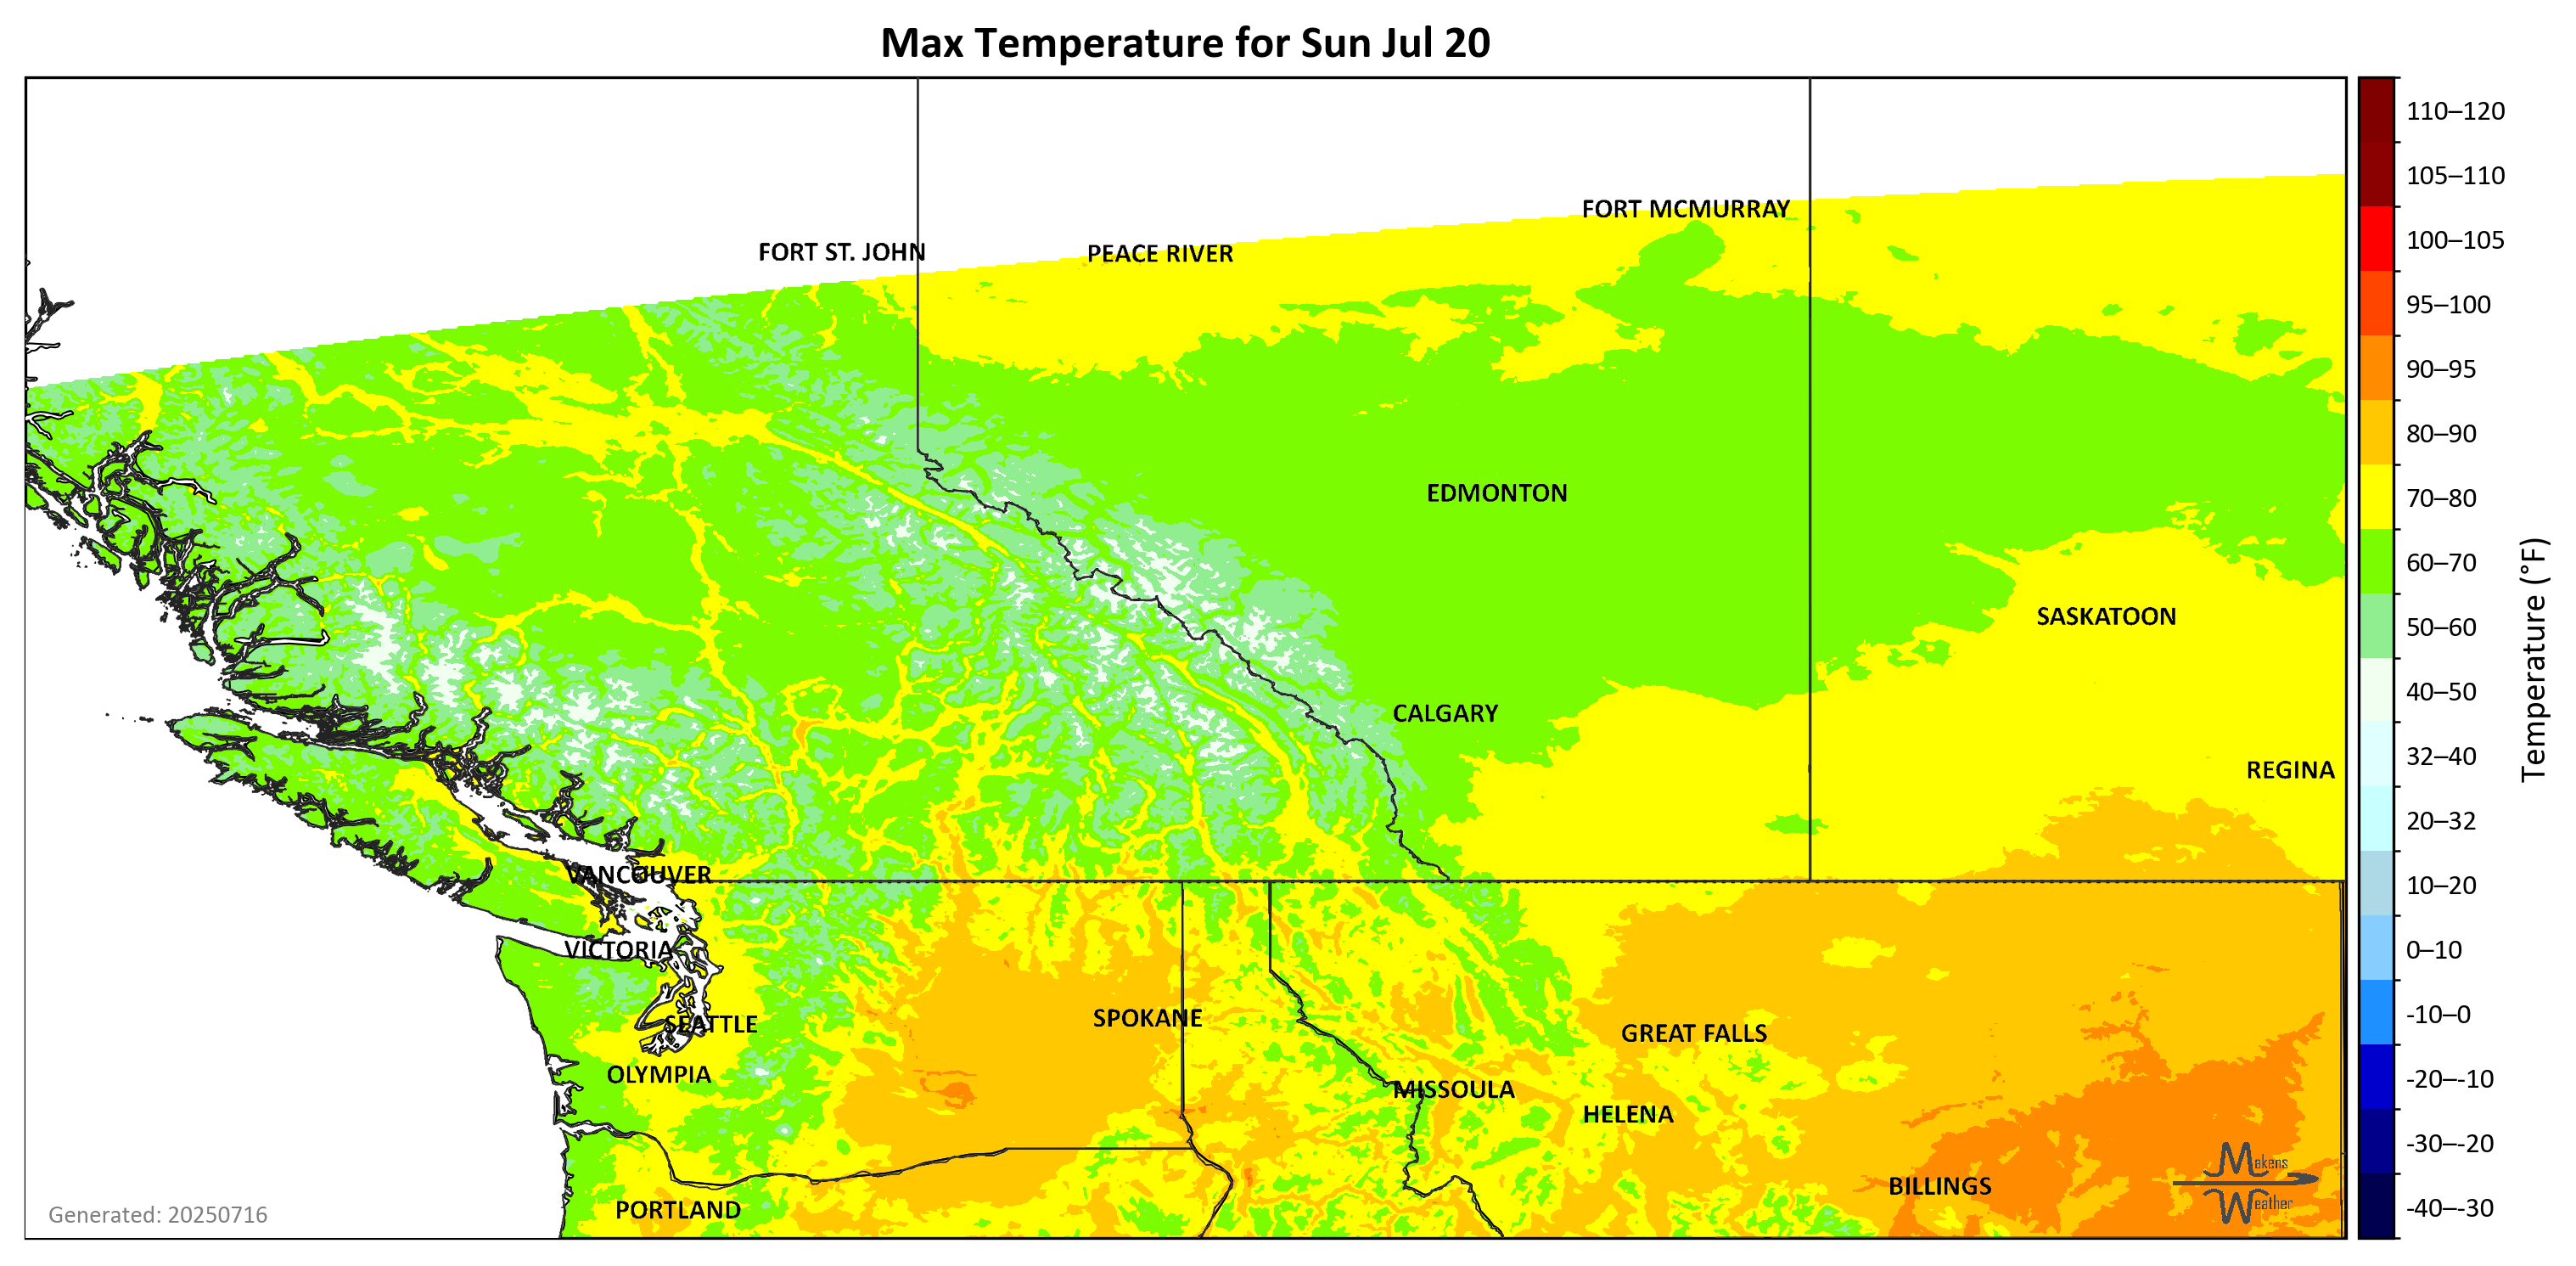 Max Temperature for Sun Jul 20
110–120
105–110
FORT MCMURRAY
100–105
FORT ST. JOHN
PEACE RIVER
95–100
90–95
80–90
EDMONTON
70–80
60–70
SASKATOON
50–60
40–50
CALGARY
32–40
REGINA
Temperature (°F)
20–32
VANCOUVER
10–20
VICTORIA
0–10
SPOKANE
-10–0
SEATTLE
GREAT FALLS
OLYMPIA
-20–-10
MISSOULA
HELENA
-30–-20
Makens
BILLINGS
Weather
PORTLAND
-40–-30
Generated: 20250716